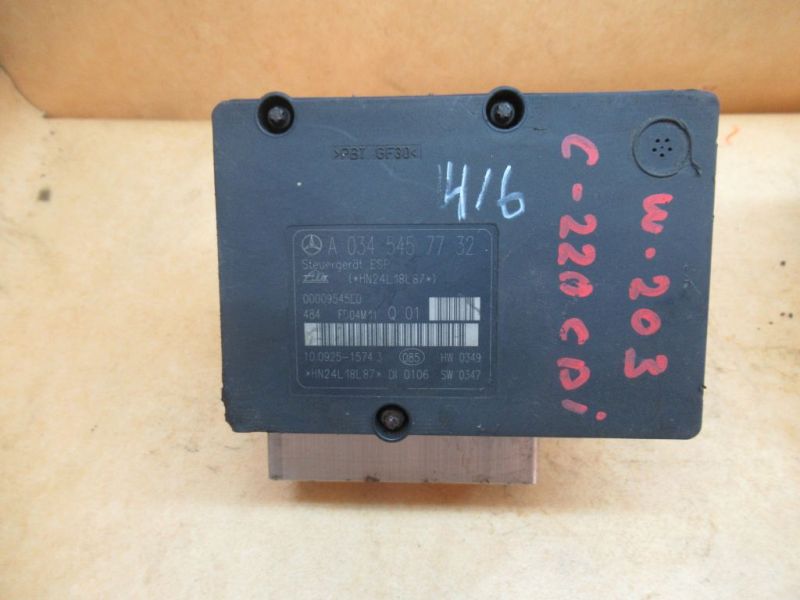 >PBT GF30<
416
A 034 545 77 32
Steuergerät ESP
Ate (*HN24L18L87*)
00009545E0
484 Q 01
10.0925-1574.3 085 HW 0349
*HN24L18L87* DI 0106 SW 0347
W.203
C-220 CDi